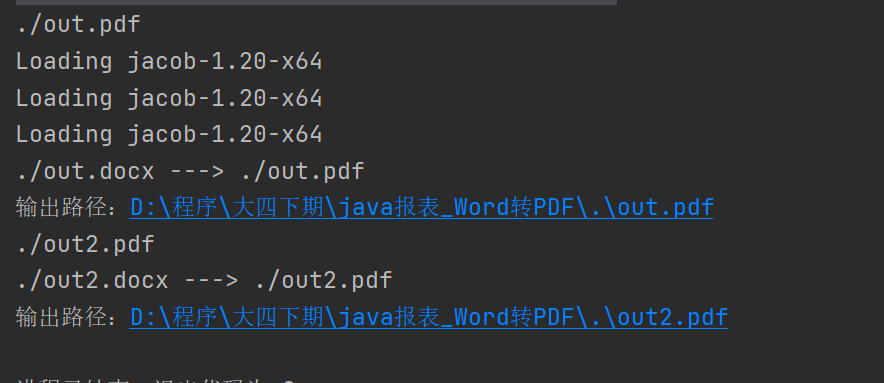 ./out.pdf
Loading jacob-1.20-x64
Loading jacob-1.20-x64
Loading jacob-1.20-x64
./out.docx ---> ./out.pdf
输出路径：D:\程序\大四下期\java报表_Word转PDF\.\out.pdf
./out2.pdf
./out2.docx ---> ./out2.pdf
输出路径：D:\程序\大四下期\java报表_Word转PDF\.\out2.pdf